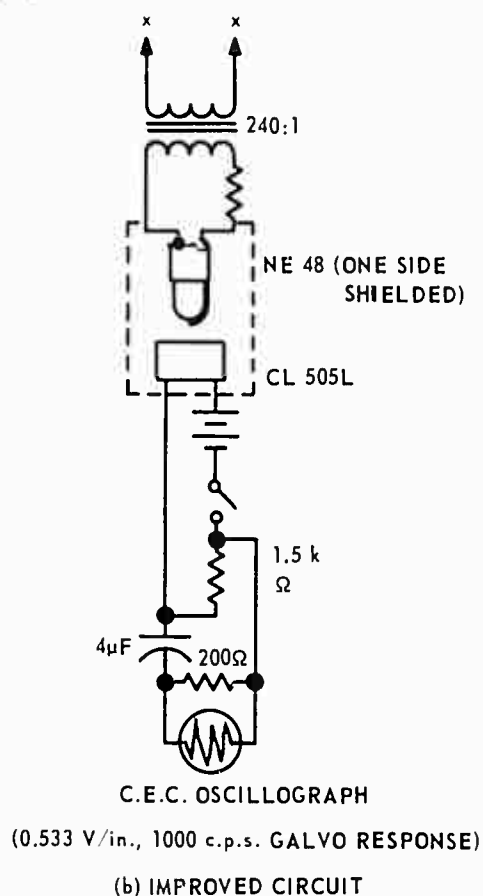 x x
240:1
NE 48 (ONE SIDE
SHIELDED)
CL 505L
1.5 k
Ω
4µF
200Ω
C.E.C. OSCILLOGRAPH
(0.533 V/in., 1000 c.p.s. GALVO RESPONSE)
(b) IMPROVED CIRCUIT